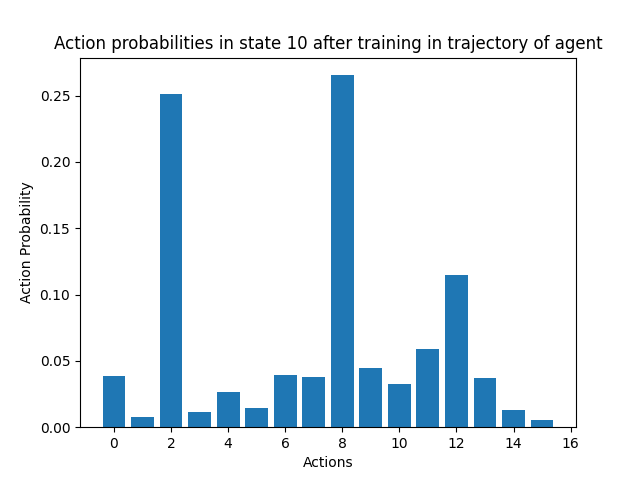 Action probabilities in state 10 after training in trajectory of agent
0.25
0.20
0.15
0.10
0.05
0.00
Action Probability
0 2 4 6 8 10 12 14 16
Actions